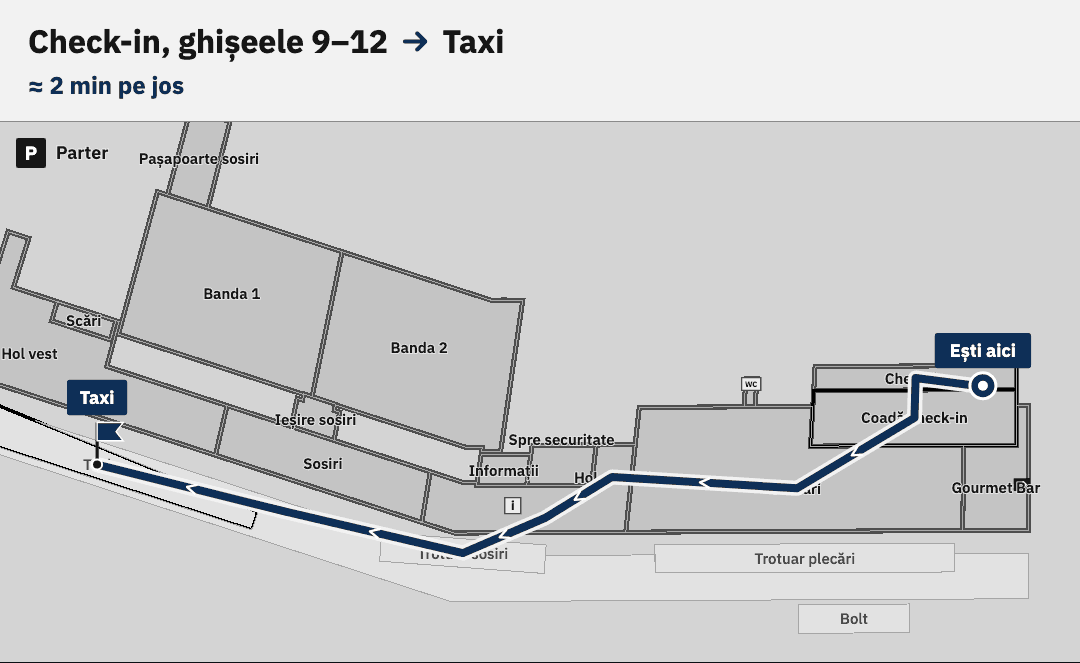 Check-in, ghișeele 9–12 → Taxi
≈ 2 min pe jos
P Parter
Pașapoarte sosiri
Banda 1
Scări
Banda 2
Hol vest
Ești aici
wc
Taxi
Ieșire sosiri
Spre securitate
Sosiri
Informații
i
Gourmet Bar
Trotuar plecări
Bolt